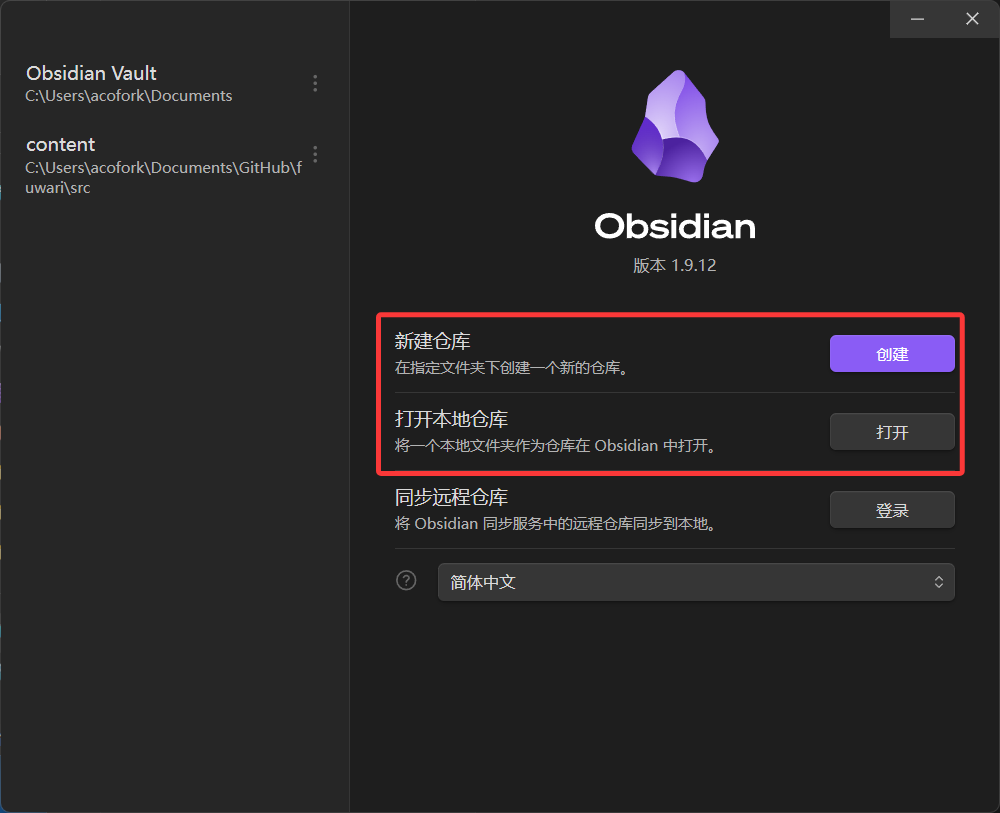 Obsidian Vault
C:\Users\acofork\Documents
content
C:\Users\acofork\Documents\GitHub\f
uwari\src
Obsidian
版本 1.9.12
新建仓库
在指定文件夹下创建一个新的仓库。
创建
打开本地仓库
将一个本地文件夹作为仓库在 Obsidian 中打开。
打开
同步远程仓库
将 Obsidian 同步服务中的远程仓库同步到本地。
登录
?
简体中文